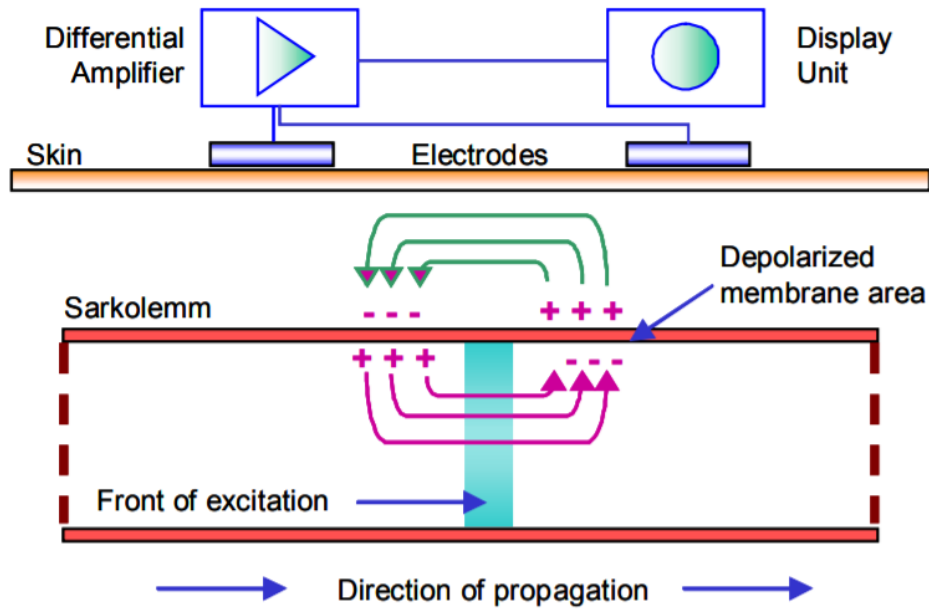 Differential
Amplifier
Display
Unit
Skin
Electrodes
Depolarized
membrane area
Sarkolemm
- - -
+ + +
+ + +
- - -
Front of excitation
Direction of propagation